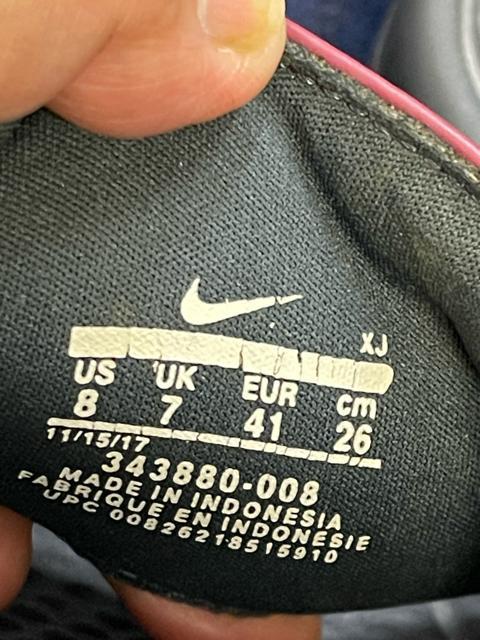 XJ
US UK EUR cm
8 7 41 26
11/15/17
343880-008
MADE IN INDONESIA
FABRIQUE EN INDONÉSIE
UPC 00826218515910